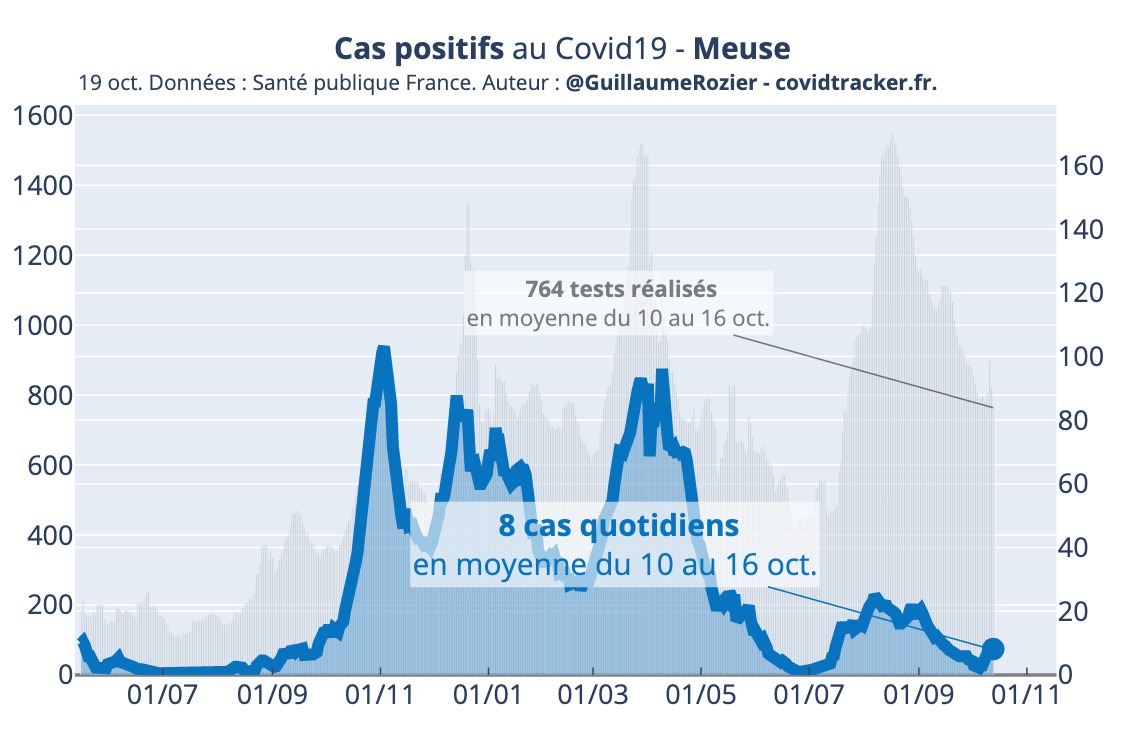 Cas positifs au Covid19 - Meuse
19 oct. Données : Santé publique France. Auteur : @GuillaumeRozier - covidtracker.fr.
1600
1400
1200
1000
800
600
400
200
0
160
140
120
100
80
60
40
20
0
764 tests réalisés
en moyenne du 10 au 16 oct.
8 cas quotidiens
en moyenne du 10 au 16 oct.
01/07 01/09 01/11 01/01 01/03 01/05 01/07 01/09 01/11